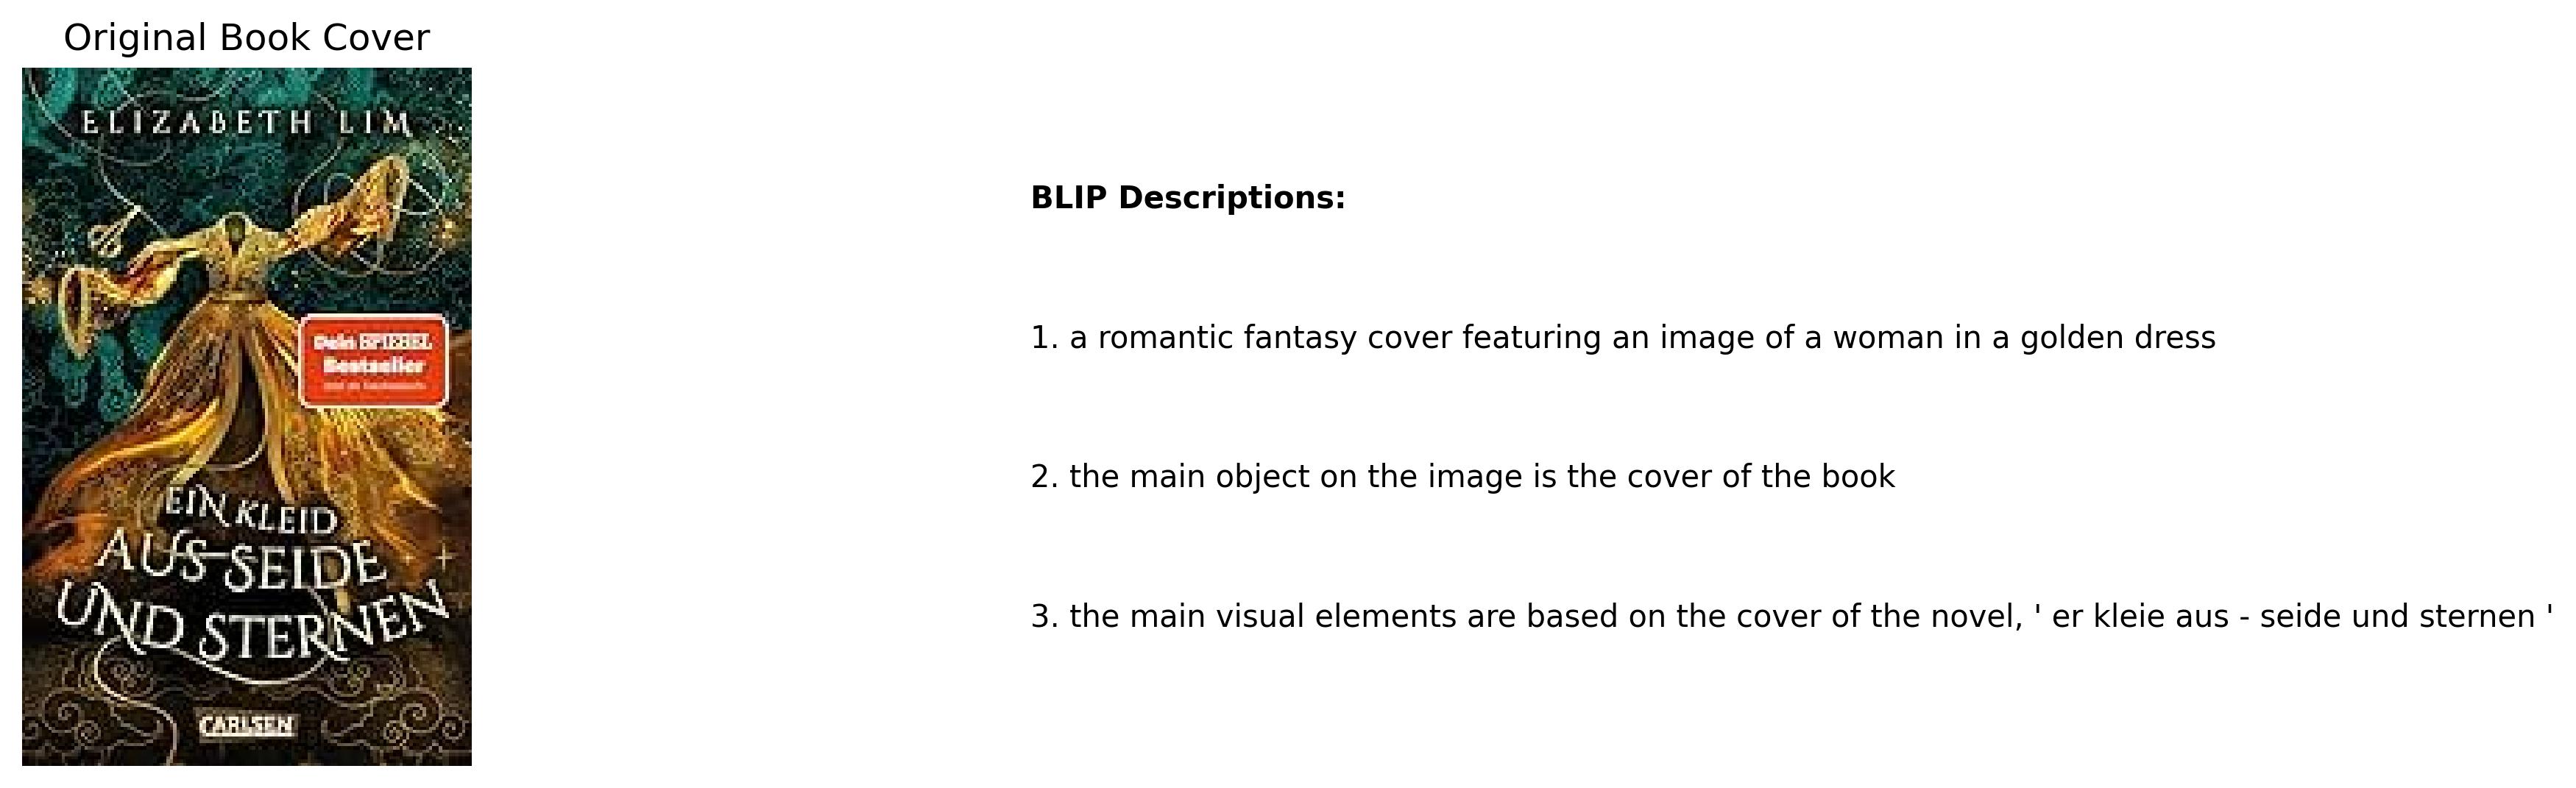 Original Book Cover
ELIZABETH LIM
Dein SPIEGEL
Bestseller
EIN KLEID
AUS SEIDE
UND STERNEN
CARLSEN
BLIP Descriptions:
1. a romantic fantasy cover featuring an image of a woman in a golden dress
2. the main object on the image is the cover of the book
3. the main visual elements are based on the cover of the novel, ' er kleie aus - seide und sternen '